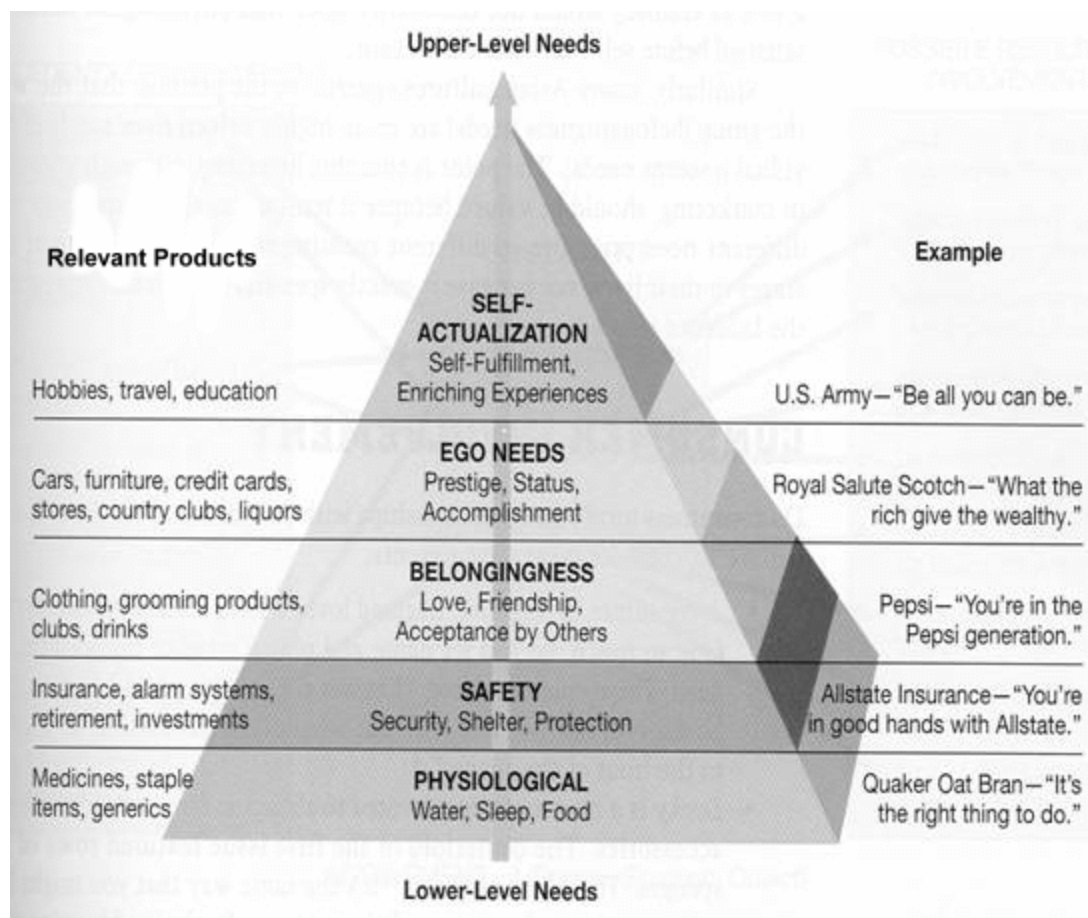 Upper-Level Needs
Relevant Products
Example
SELF-
ACTUALIZATION
Self-Fulfillment,
Enriching Experiences
Hobbies, travel, education
U.S. Army—“Be all you can be.”
EGO NEEDS
Prestige, Status,
Accomplishment
Cars, furniture, credit cards,
stores, country clubs, liquors
Royal Salute Scotch—“What the
rich give the wealthy.”
BELONGINGNESS
Love, Friendship,
Acceptance by Others
Clothing, grooming products,
clubs, drinks
Pepsi—“You’re in the
Pepsi generation.”
SAFETY
Security, Shelter, Protection
Insurance, alarm systems,
retirement, investments
Allstate Insurance—“You’re
in good hands with Allstate.”
PHYSIOLOGICAL
Water, Sleep, Food
Medicines, staple
items, generics
Quaker Oat Bran—“It’s
the right thing to do.”
Lower-Level Needs